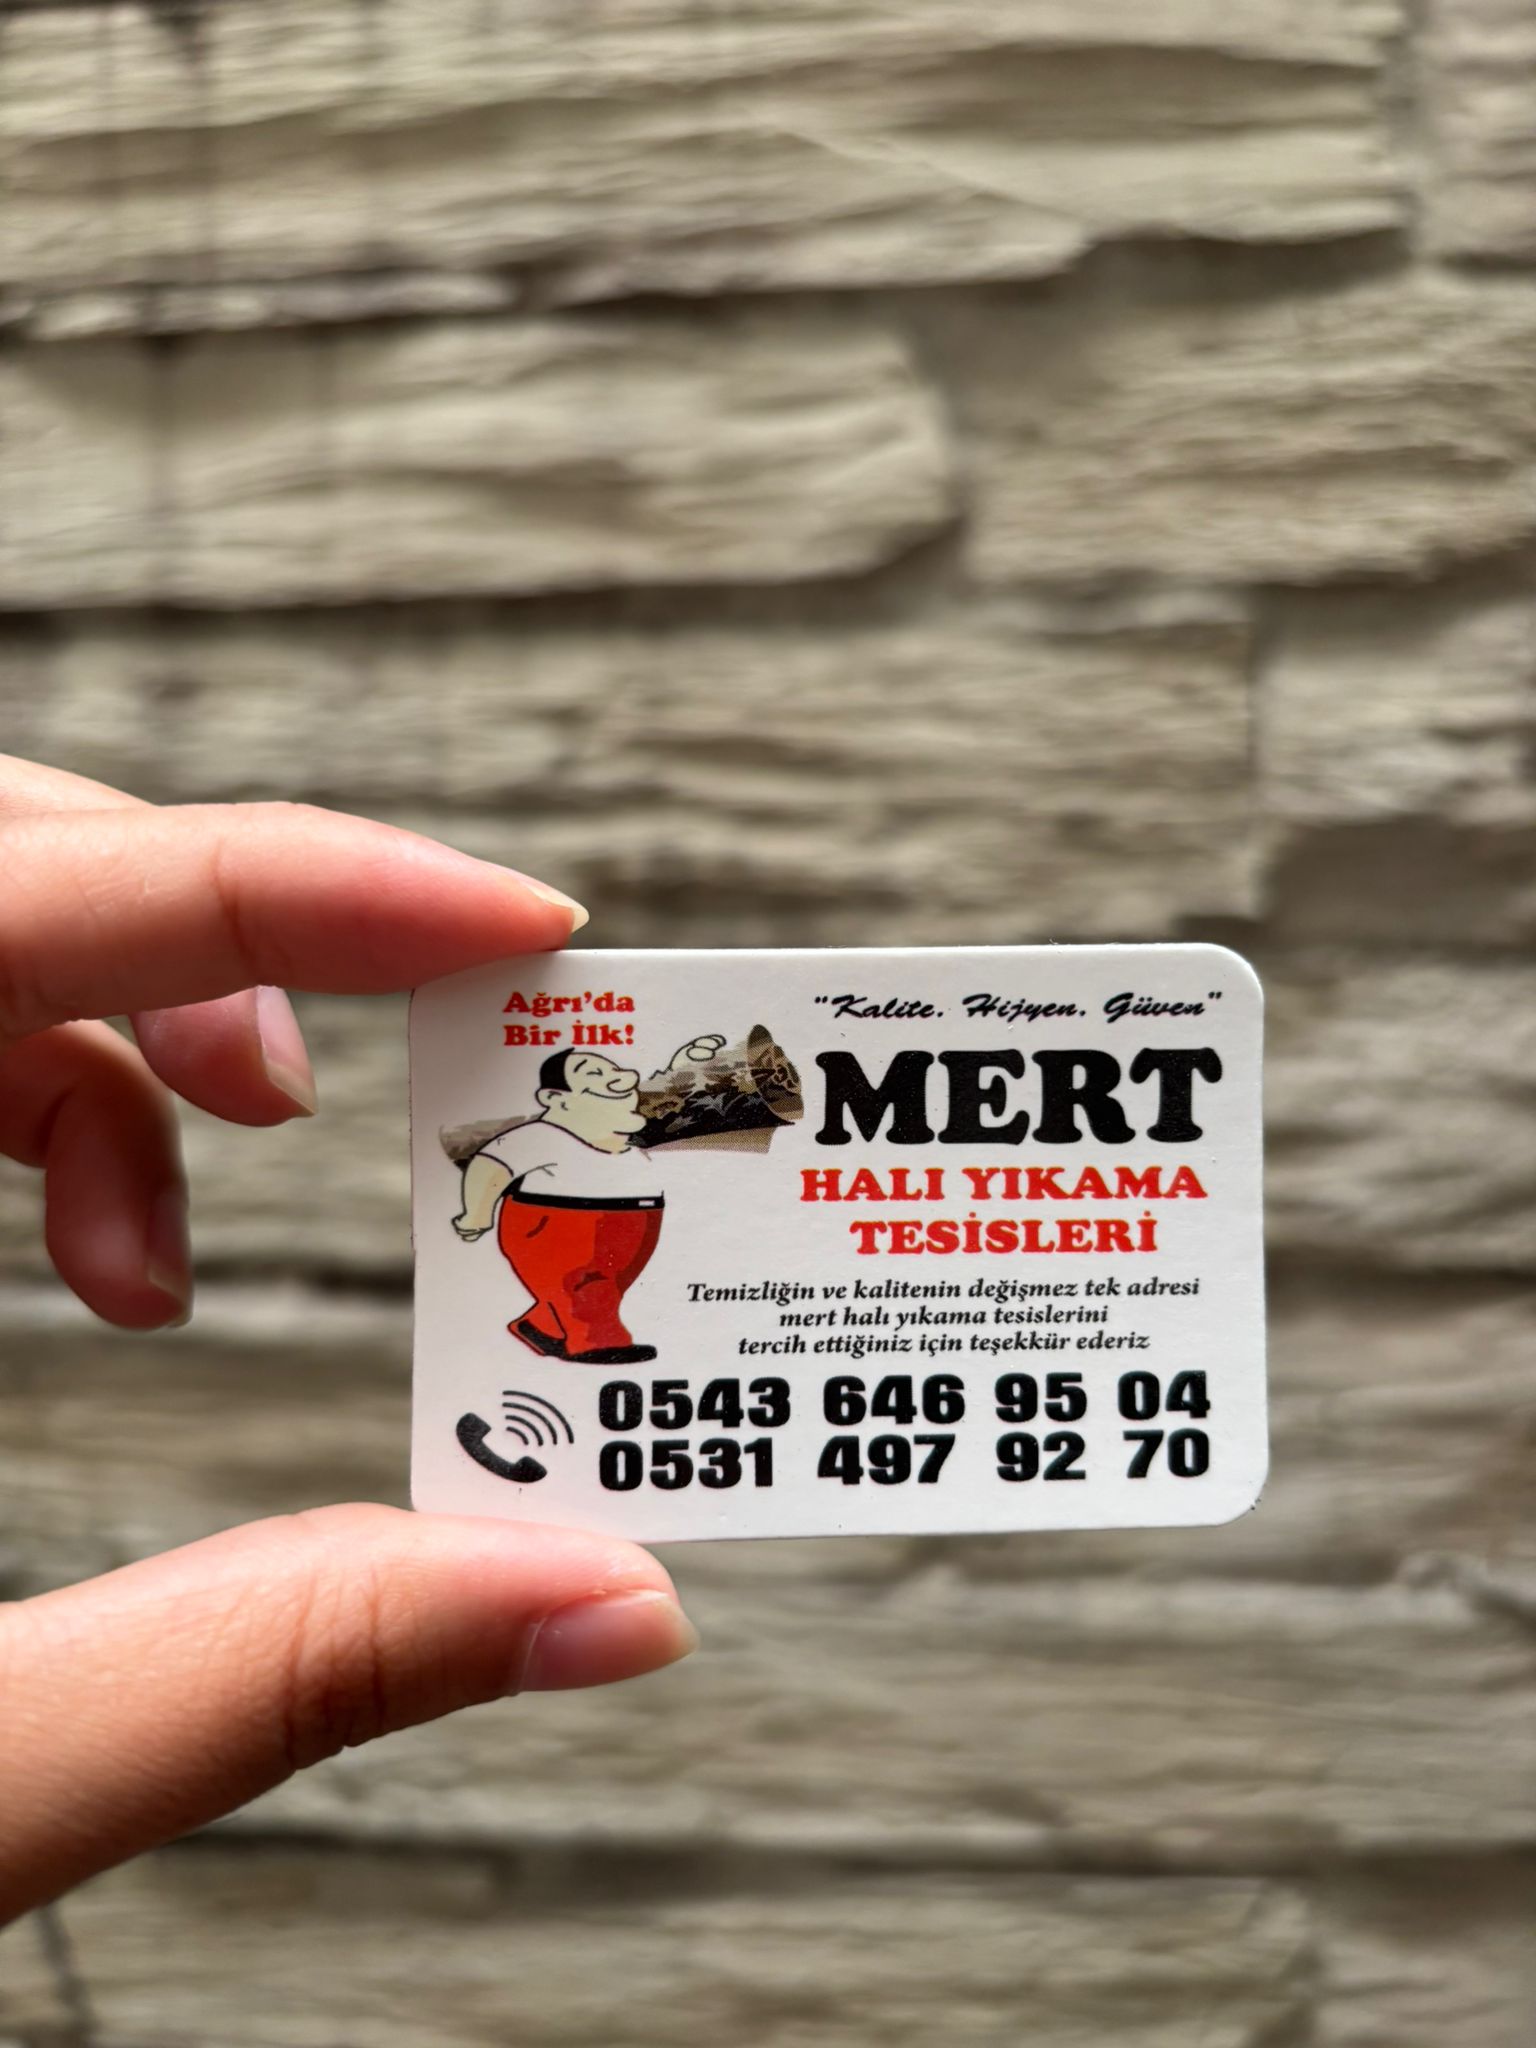 Ağrı'da
Bir İlk!
"Kalite. Hijyen. Güven"
MERT
HALI YIKAMA
TESİSLERİ
Temizliğin ve kalitenin değişmez tek adresi
mert halı yıkama tesislerini
tercih ettiğiniz için teşekkür ederiz
0543 646 95 04
0531 497 92 70